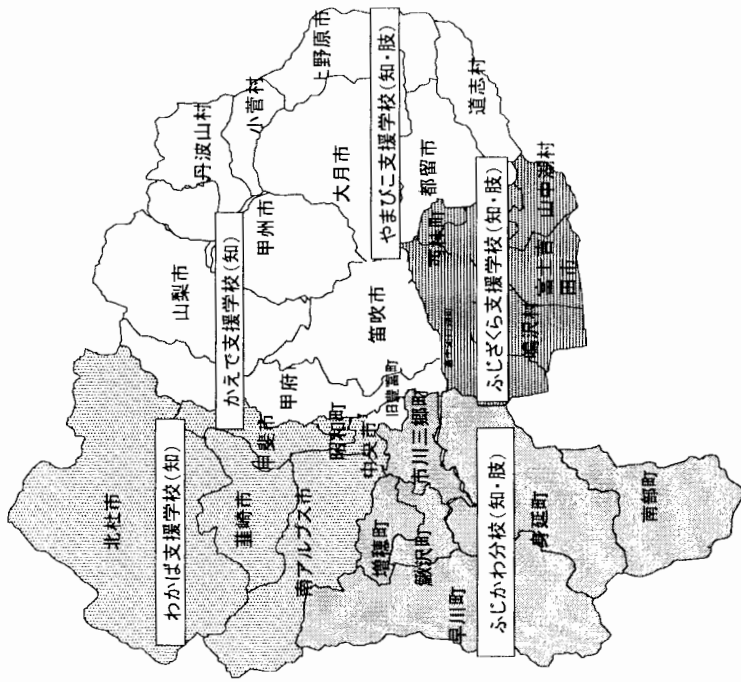 北杜市
わかば支援学校(知)
韮崎市
甲斐市
南アルプス市
昭和町
中央市
増穂町
市川三郷町
鰍沢町
早川町
ふじかわ分校(知・肢)
身延町
南部町
山梨市
丹波山村
小菅村
上野原市
かえで支援学校(知)
甲州市
甲府
大月市
笛吹市
旧豊富町
やまびこ支援学校(知・肢)
都留市
道志村
西桂町
ふじざくら支援学校(知・肢)
鳴沢村
富士吉
田市
山中湖村